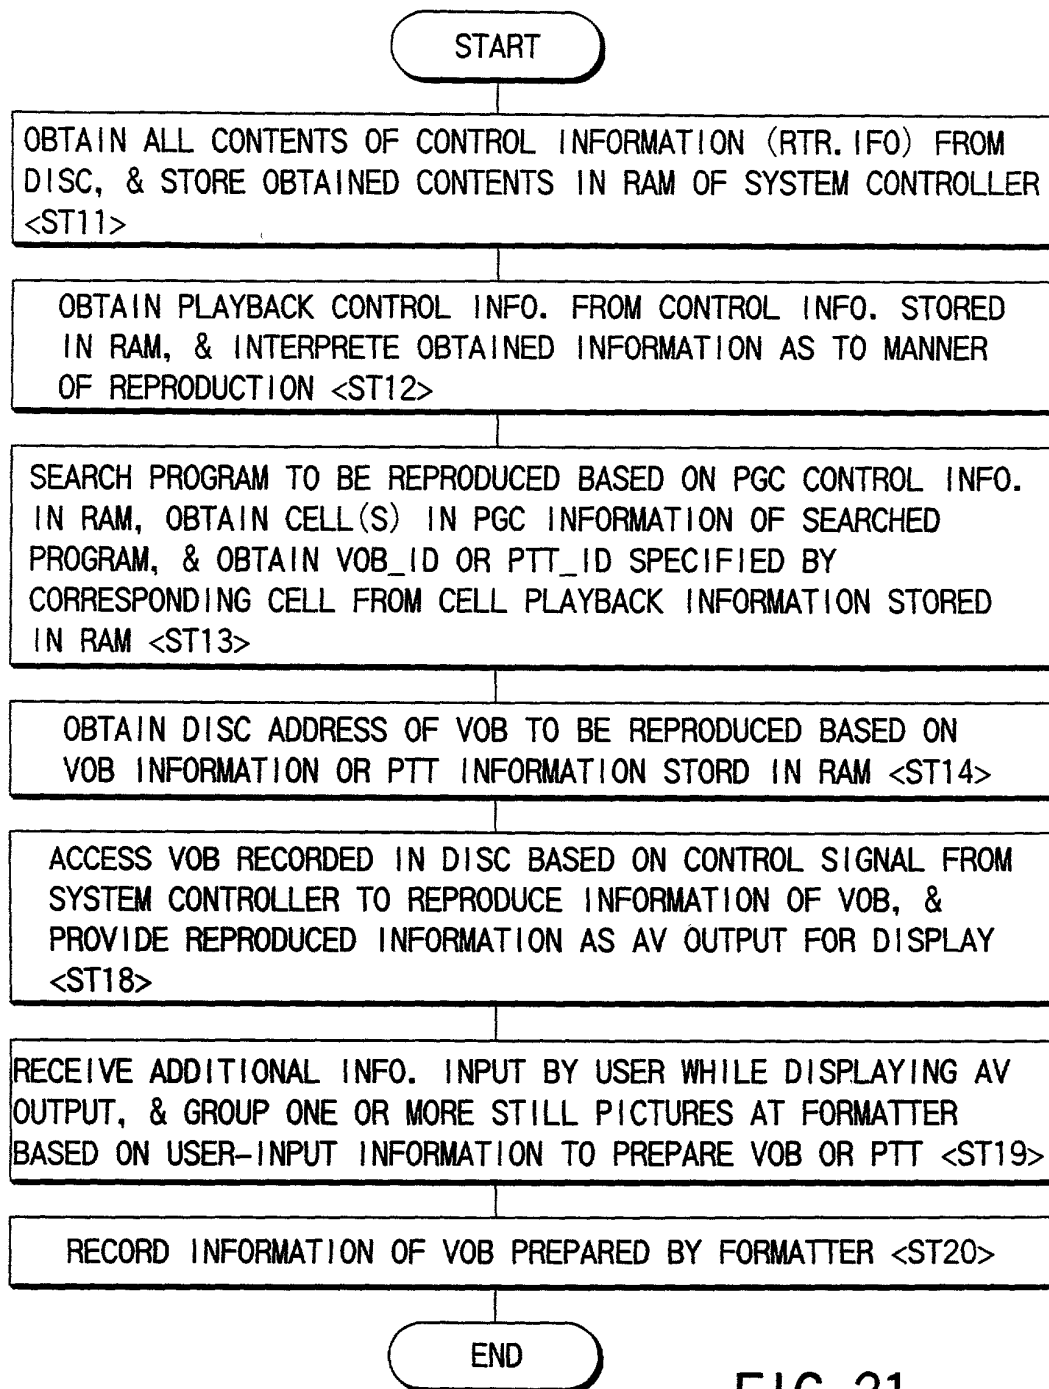 START
OBTAIN ALL CONTENTS OF CONTROL INFORMATION (RTR.IFO) FROM
DISC, & STORE OBTAINED CONTENTS IN RAM OF SYSTEM CONTROLLER
<ST11>
OBTAIN PLAYBACK CONTROL INFO. FROM CONTROL INFO. STORED
IN RAM, & INTERPRETE OBTAINED INFORMATION AS TO MANNER
OF REPRODUCTION <ST12>
SEARCH PROGRAM TO BE REPRODUCED BASED ON PGC CONTROL INFO.
IN RAM, OBTAIN CELL(S) IN PGC INFORMATION OF SEARCHED
PROGRAM, & OBTAIN VOB_ID OR PTT_ID SPECIFIED BY
CORRESPONDING CELL FROM CELL PLAYBACK INFORMATION STORED
IN RAM <ST13>
OBTAIN DISC ADDRESS OF VOB TO BE REPRODUCED BASED ON
VOB INFORMATION OR PTT INFORMATION STORD IN RAM <ST14>
ACCESS VOB RECORDED IN DISC BASED ON CONTROL SIGNAL FROM
SYSTEM CONTROLLER TO REPRODUCE INFORMATION OF VOB, &
PROVIDE REPRODUCED INFORMATION AS AV OUTPUT FOR DISPLAY
<ST18>
RECEIVE ADDITIONAL INFO. INPUT BY USER WHILE DISPLAYING AV
OUTPUT, & GROUP ONE OR MORE STILL PICTURES AT FORMATTER
BASED ON USER-INPUT INFORMATION TO PREPARE VOB OR PTT <ST19>
RECORD INFORMATION OF VOB PREPARED BY FORMATTER <ST20>
END
FIG. 21